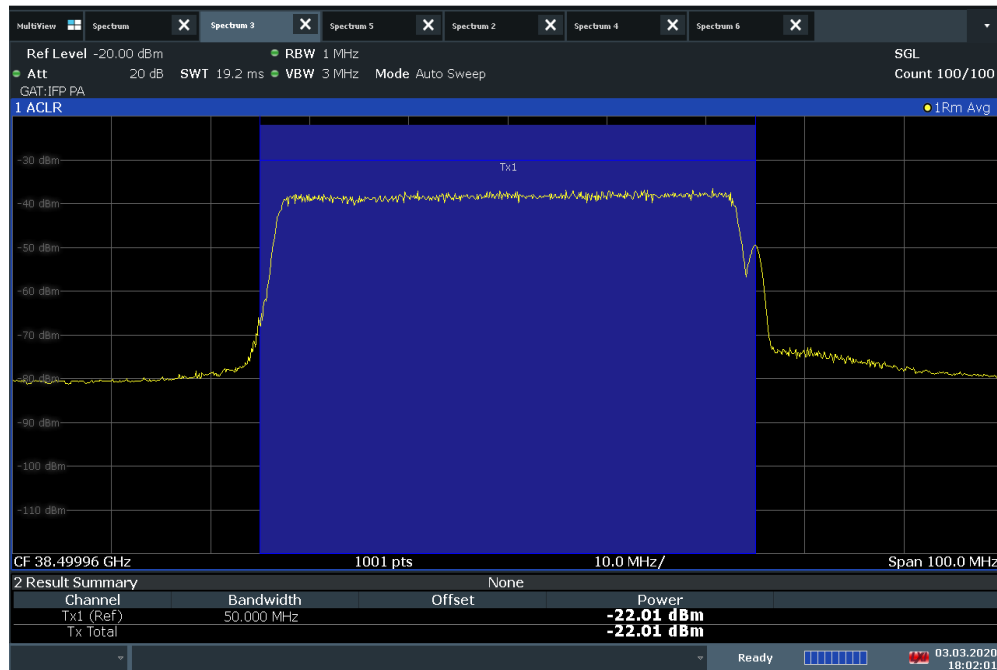 MultiView Spectrum X Spectrum 3 X Spectrum 5 X Spectrum 2 X Spectrum 4 X Spectrum 6 X
Ref Level -20.00 dBm RBW 1 MHz SGL
Att 20 dB SWT 19.2 ms VBW 3 MHz Mode Auto Sweep Count 100/100
GAT:IFP PA
1 ACLR 1Rm Avg
-30 dBm
Tx1
-40 dBm
-50 dBm
-60 dBm
-70 dBm
-80 dBm
-90 dBm
-100 dBm
-110 dBm
CF 38.49996 GHz 1001 pts 10.0 MHz/ Span 100.0 MHz
2 Result Summary None
Channel Bandwidth Offset Power
Tx1 (Ref) 50.000 MHz -22.01 dBm
Tx Total -22.01 dBm
Ready 03.03.2020
18:02:01